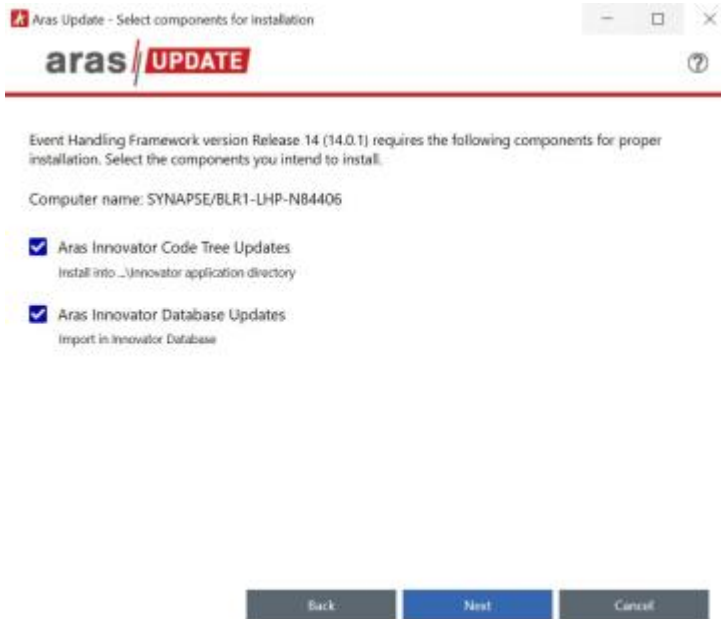 Aras Update - Select components for installation
aras UPDATE
?
Event Handling Framework version Release 14 (14.0.1) requires the following components for proper
installation. Select the components you intend to install.
Computer name: SYNAPSE/BLR1-LHP-N84406
Aras Innovator Code Tree Updates
Install into ...\Innovator application directory
Aras Innovator Database Updates
Import in Innovator Database
Back Next Cancel